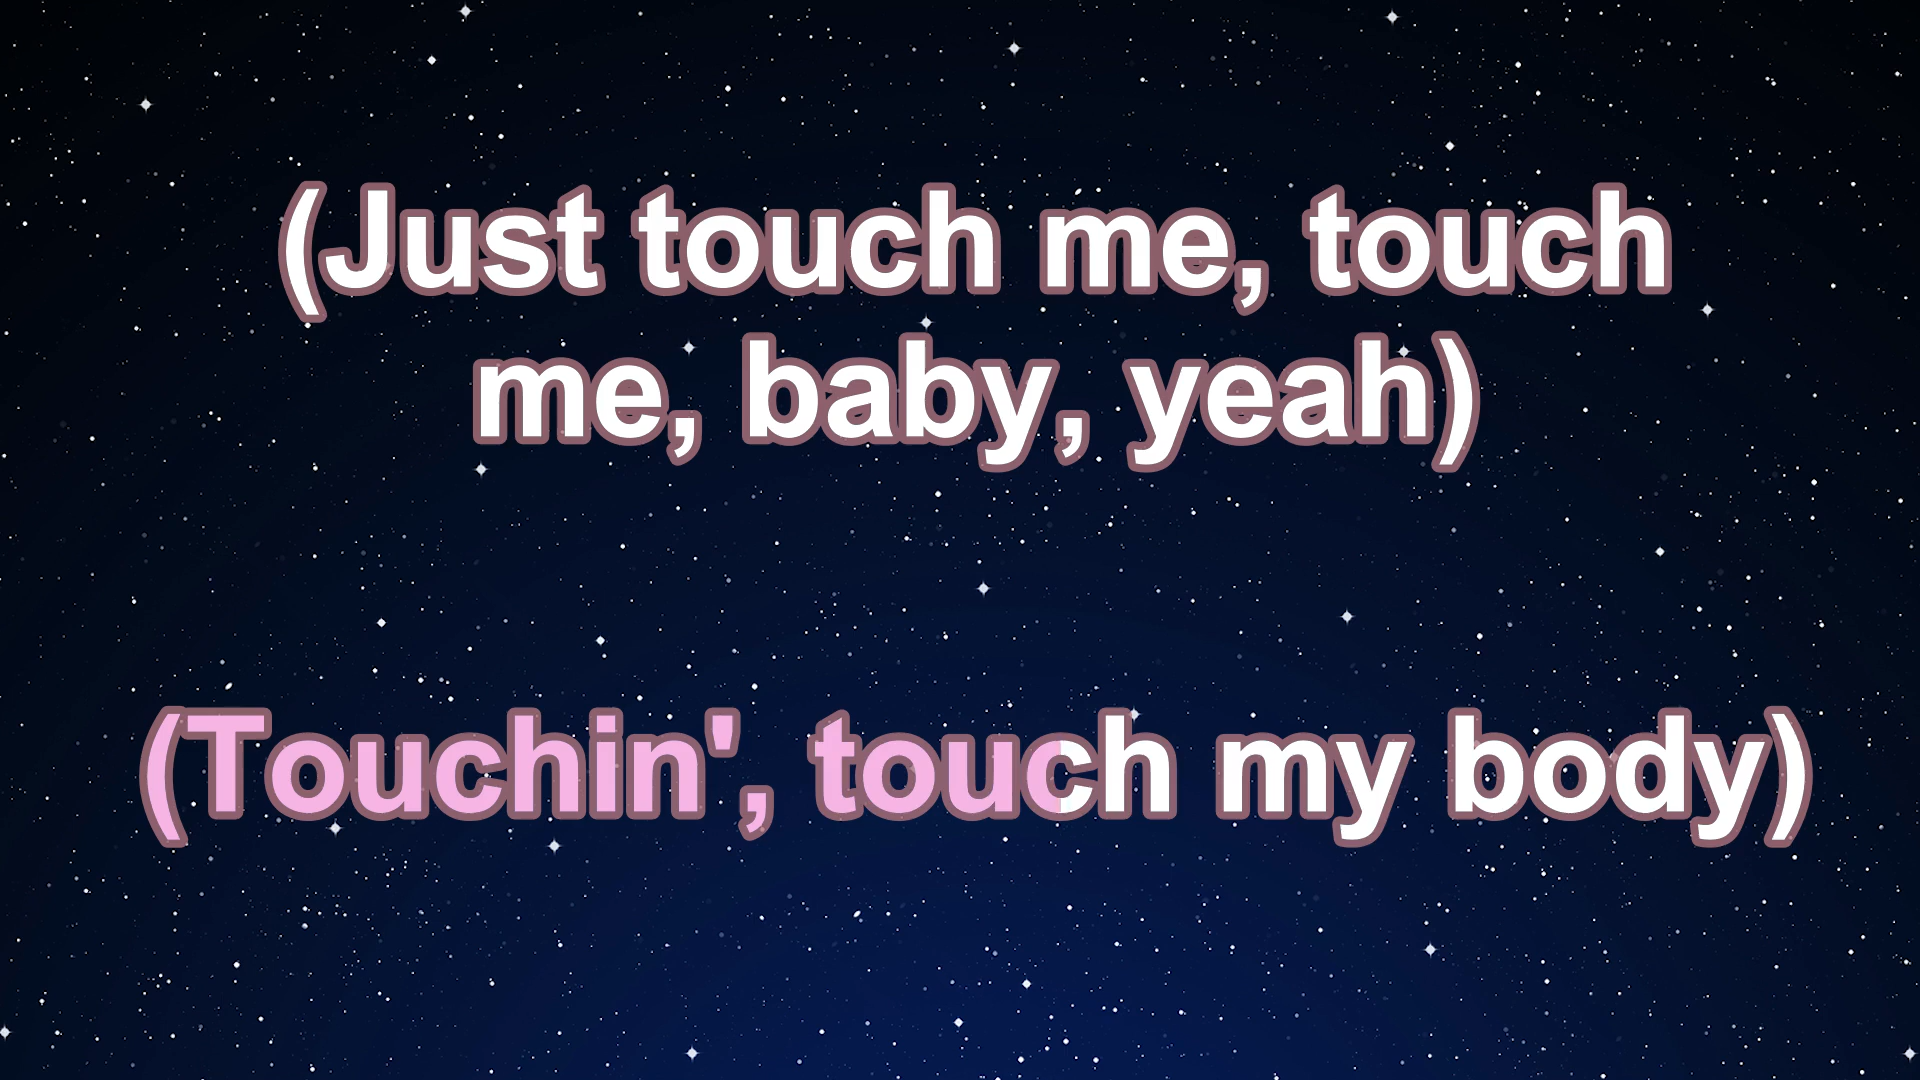 (Just touch me, touch
me, baby, yeah)
(Touchin', touch my body)